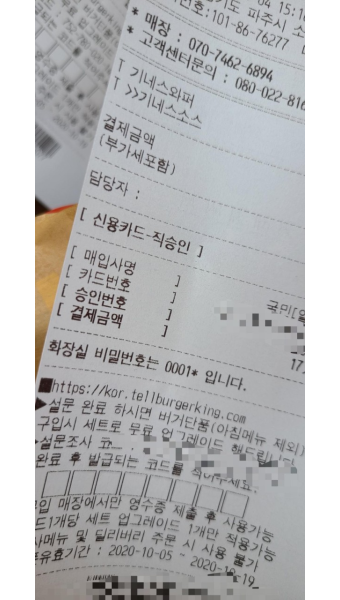 04 15:1
경기도 파주시 소
번호:101-86-76277
* 매장 : 070-7462-6894
* 고객센터문의 : 080-022-816
T 기네스와퍼
T >>기네스소스
결제금액
(부가세포함)
담당자 :
[ 신용카드-직승인 ]
[ 매입사명 ] 국민[
[ 카드번호 ]
[ 승인번호 ]
[ 결제금액 ] 17
화장실 비밀번호는 0001* 입니다.
■https://kor.tellburgerking.com
▶설문 완료 하시면 버거단품(아침메뉴 제외)
구입시 세트로 무료 업그레이드 해드립니다
▶설문조사 코
완료 후 발급되는 코드를 적어주세요.
구입 매장에서만 영수증 제출 후 사용가능
드1개당 세트 업그레이드 1개만 적용가능
메뉴 및 딜리버리 주문 시 사용 불가
유효기간 : 2020-10-05 ~ 2020-10-19